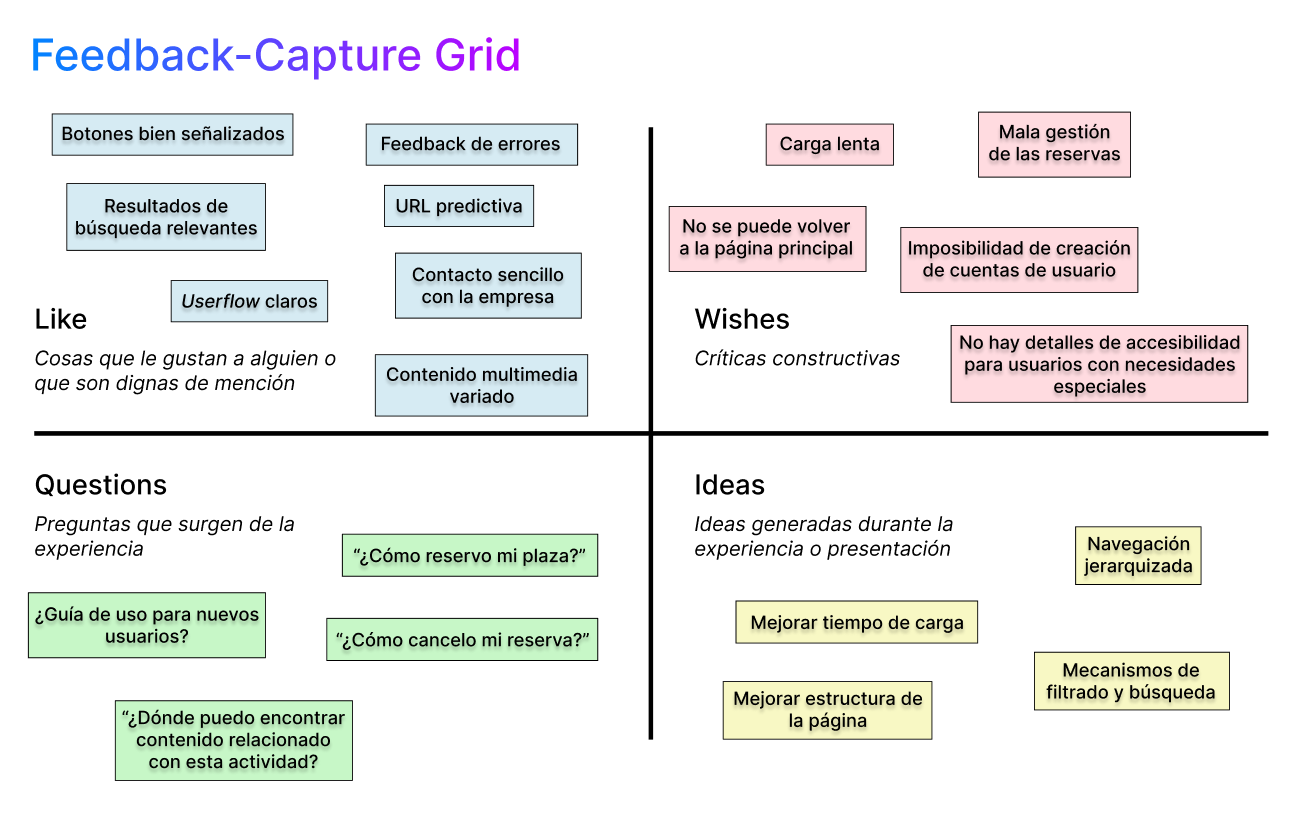 Feedback-Capture Grid
Botones bien señalizados
Feedback de errores
Resultados de
búsqueda relevantes
URL predictiva
Contacto sencillo
con la empresa
Userflow claros
Like
Cosas que le gustan a alguien o
que son dignas de mención
Contenido multimedia
variado
Carga lenta
Mala gestión
de las reservas
No se puede volver
a la página principal
Imposibilidad de creación
de cuentas de usuario
Wishes
Críticas constructivas
No hay detalles de accesibilidad
para usuarios con necesidades
especiales
Questions
Preguntas que surgen de la
experiencia
“¿Cómo reservo mi plaza?”
¿Guía de uso para nuevos
usuarios?
“¿Cómo cancelo mi reserva?”
“¿Dónde puedo encontrar
contenido relacionado
con esta actividad?
Ideas
Ideas generadas durante la
experiencia o presentación
Navegación
jerarquizada
Mejorar tiempo de carga
Mecanismos de
filtrado y búsqueda
Mejorar estructura de
la página